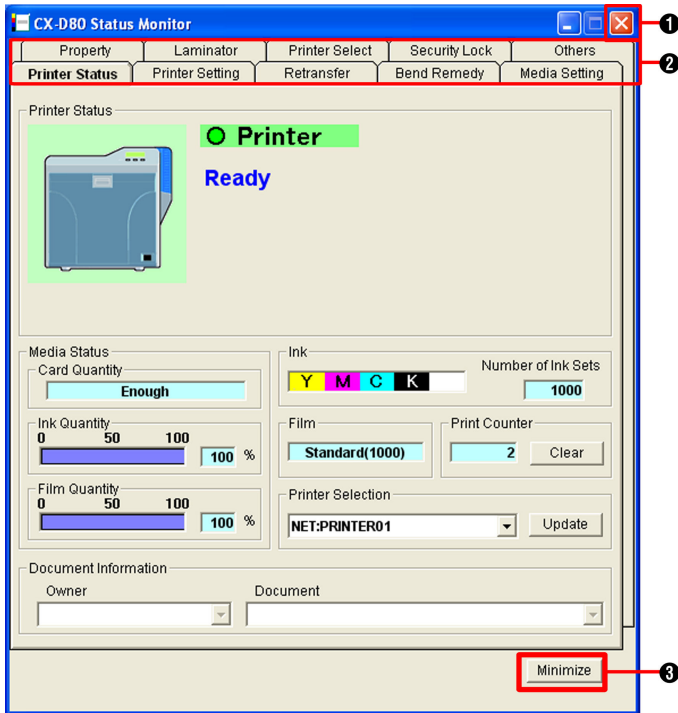 CX-D80 Status Monitor
❶
Property Laminator Printer Select Security Lock Others
❷
Printer Status Printer Setting Retransfer Bend Remedy Media Setting
Printer Status
Printer
Ready
Media Status
Card Quantity
Enough
Ink
Y M C K
Number of Ink Sets
1000
Ink Quantity
0 50 100
100 %
Film
Standard(1000)
Print Counter
2 Clear
Film Quantity
0 50 100
100 %
Printer Selection
NET:PRINTER01 Update
Document Information
Owner Document
Minimize
❸